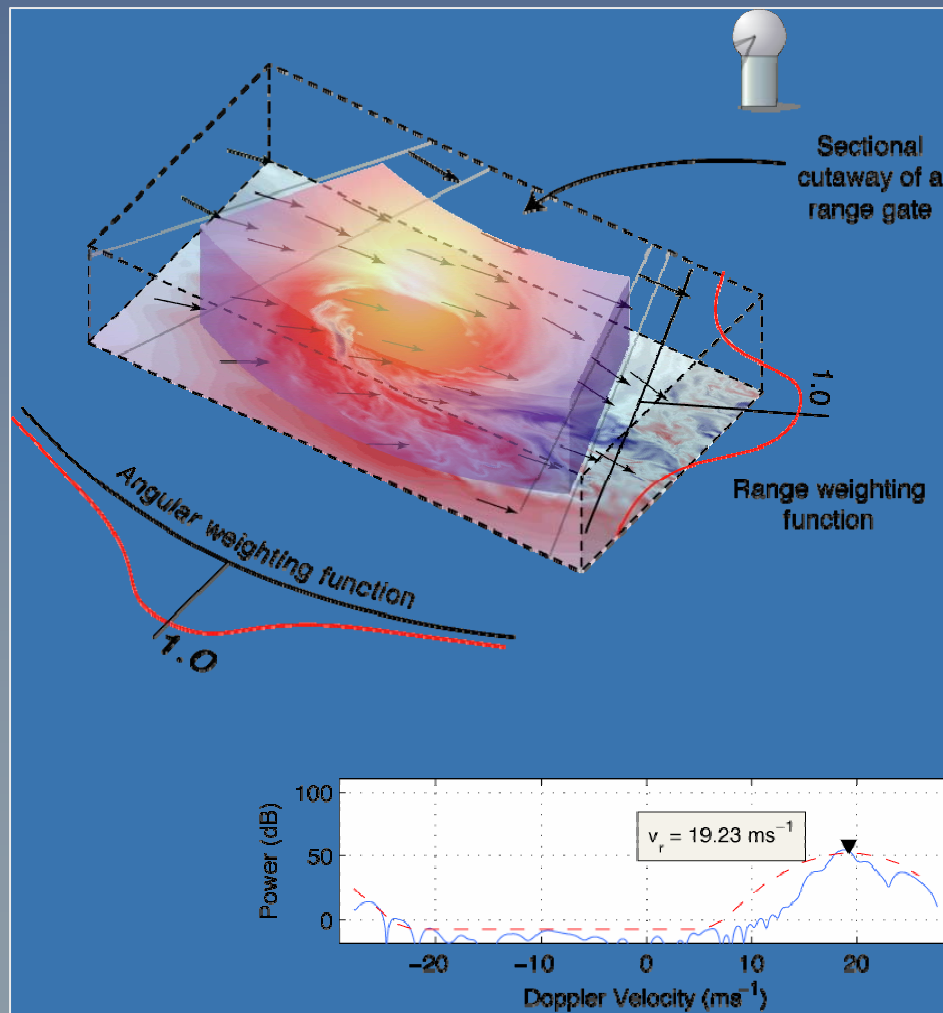 Sectional
cutaway of a
range gate
1.0
Range weighting
function
Angular weighting function
1.0
100
50
0
Power (dB)
v_r = 19.23 ms⁻¹
−20 −10 0 10 20
Doppler Velocity (ms⁻¹)